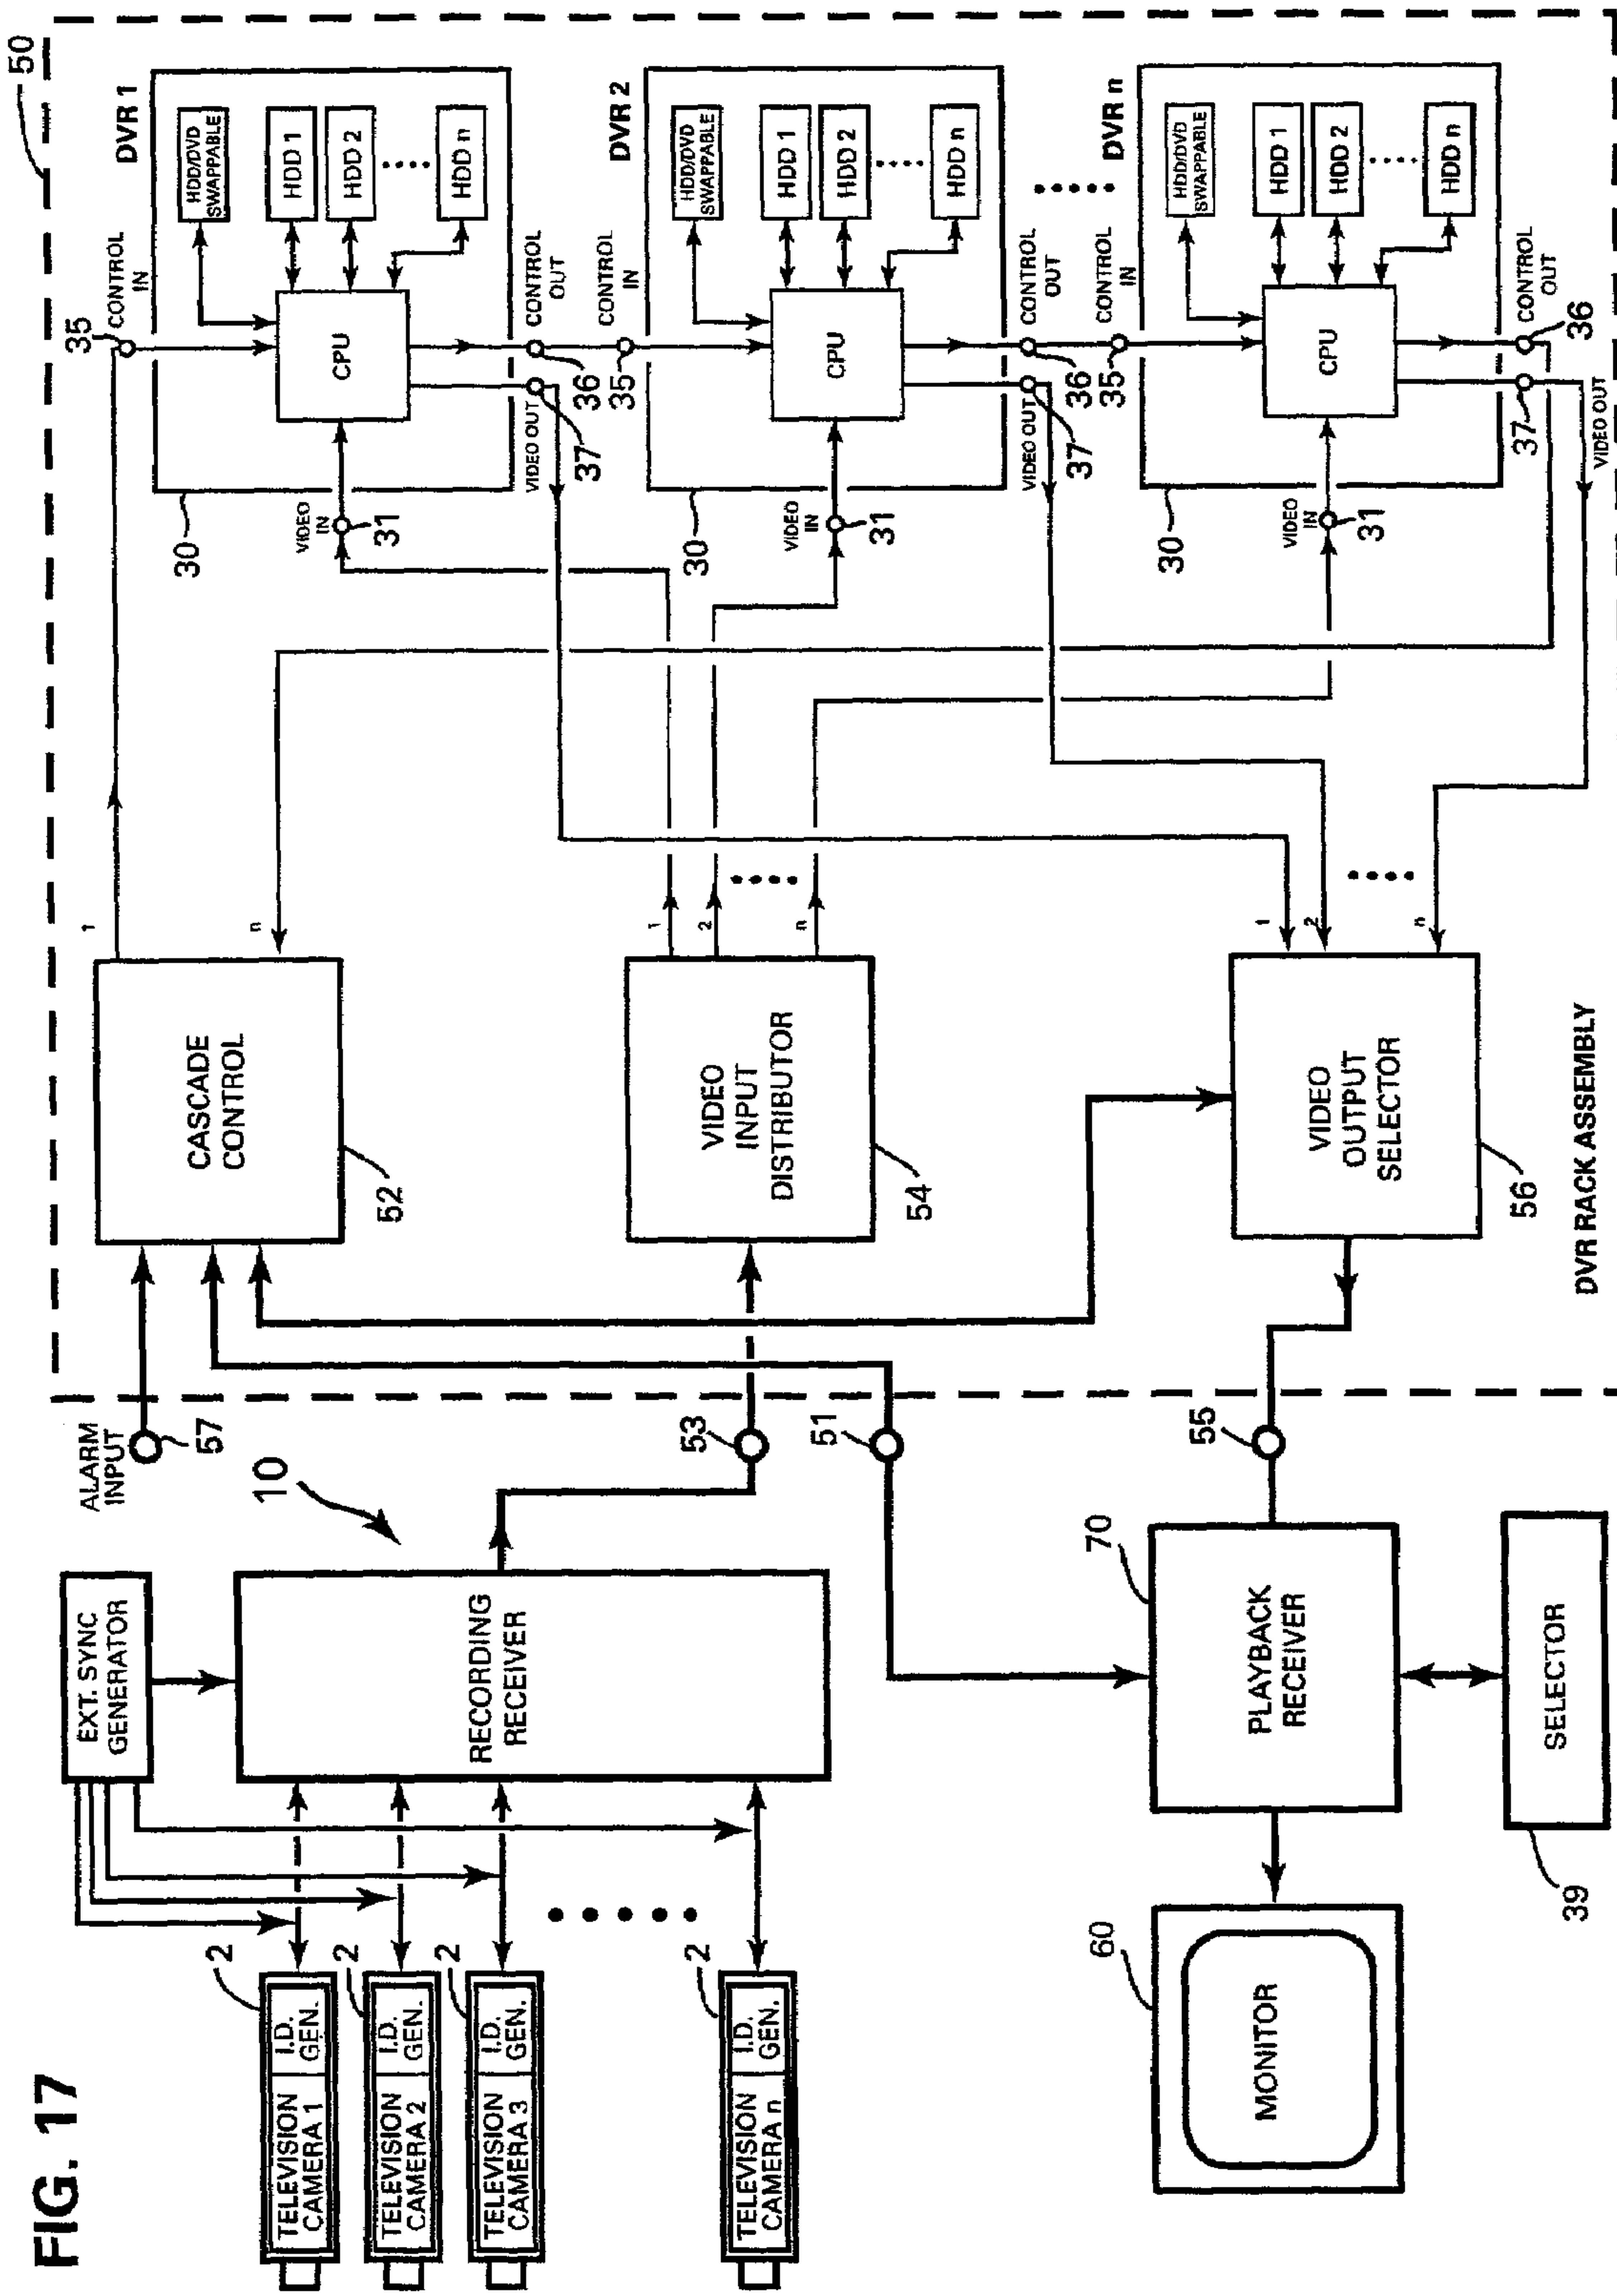 FIG. 17
50
EXT. SYNC
GENERATOR
ALARM
INPUT
57
10
2
TELEVISION
CAMERA 1
I.D.
GEN.
2
TELEVISION
CAMERA 2
I.D.
GEN.
2
TELEVISION
CAMERA 3
I.D.
GEN.
2
TELEVISION
CAMERA n
I.D.
GEN.
RECORDING
RECEIVER
53
51
55
60
MONITOR
70
PLAYBACK
RECEIVER
39
SELECTOR
CASCADE
CONTROL
52
1
n
VIDEO
INPUT
DISTRIBUTOR
54
1
2
n
VIDEO
OUTPUT
SELECTOR
56
1
2
n
DVR RACK ASSEMBLY
DVR 1
35
CONTROL
IN
HDD/DVD
SWAPPABLE
HDD 1
HDD 2
HDD n
CPU
30
VIDEO
IN
31
VIDEO OUT
37
36
CONTROL
OUT
DVR 2
35
CONTROL
IN
HDD/DVD
SWAPPABLE
HDD 1
HDD 2
HDD n
CPU
30
VIDEO
IN
31
VIDEO OUT
37
36
CONTROL
OUT
DVR n
35
CONTROL
IN
HDD/DVD
SWAPPABLE
HDD 1
HDD 2
HDD n
CPU
30
VIDEO
IN
31
37
VIDEO OUT
36
CONTROL
OUT